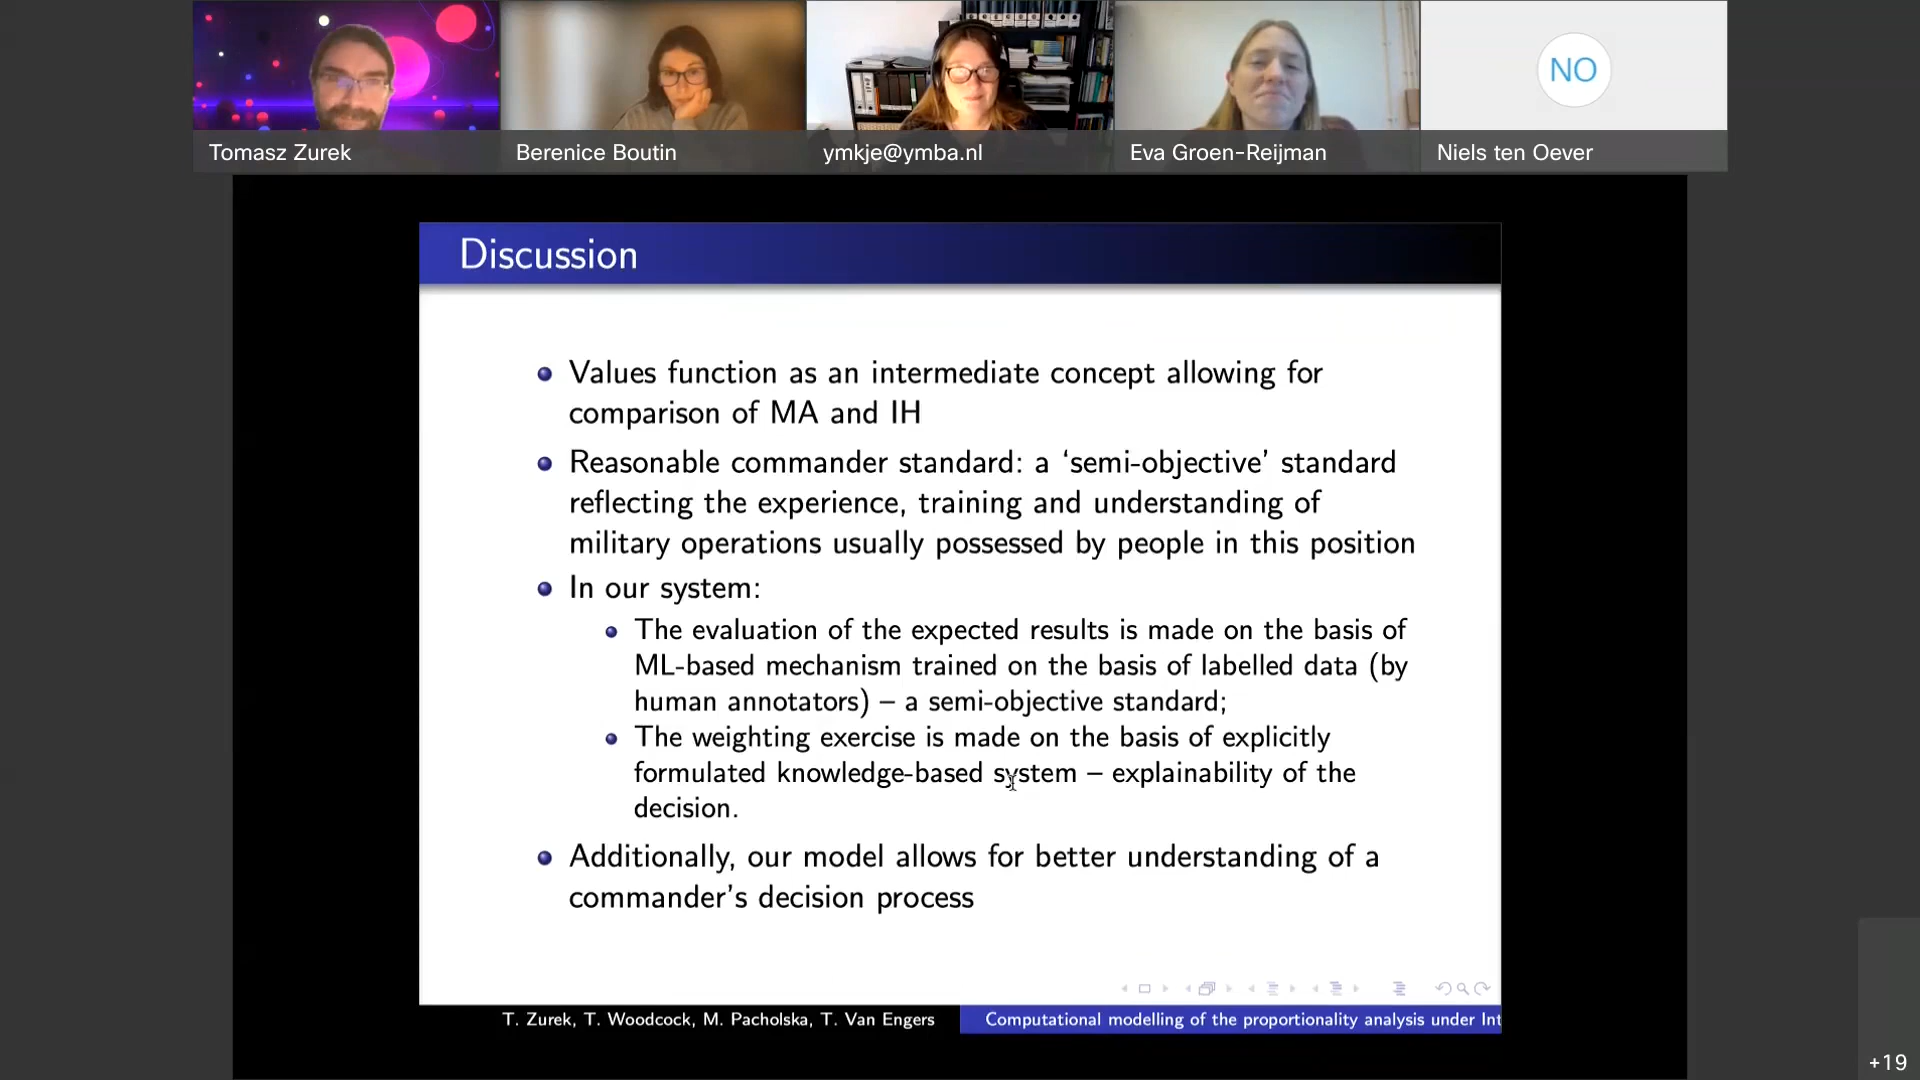 NO
Tomasz Zurek
Berenice Boutin
ymkje@ymba.nl
Eva Groen-Reijman
Niels ten Oever
Discussion
Values function as an intermediate concept allowing for
comparison of MA and IH
Reasonable commander standard: a ‘semi-objective’ standard
reflecting the experience, training and understanding of
military operations usually possessed by people in this position
In our system:
The evaluation of the expected results is made on the basis of
ML-based mechanism trained on the basis of labelled data (by
human annotators) – a semi-objective standard;
The weighting exercise is made on the basis of explicitly
formulated knowledge-based system – explainability of the
decision.
Additionally, our model allows for better understanding of a
commander’s decision process
T. Zurek, T. Woodcock, M. Pacholska, T. Van Engers
Computational modelling of the proportionality analysis under Int
+19